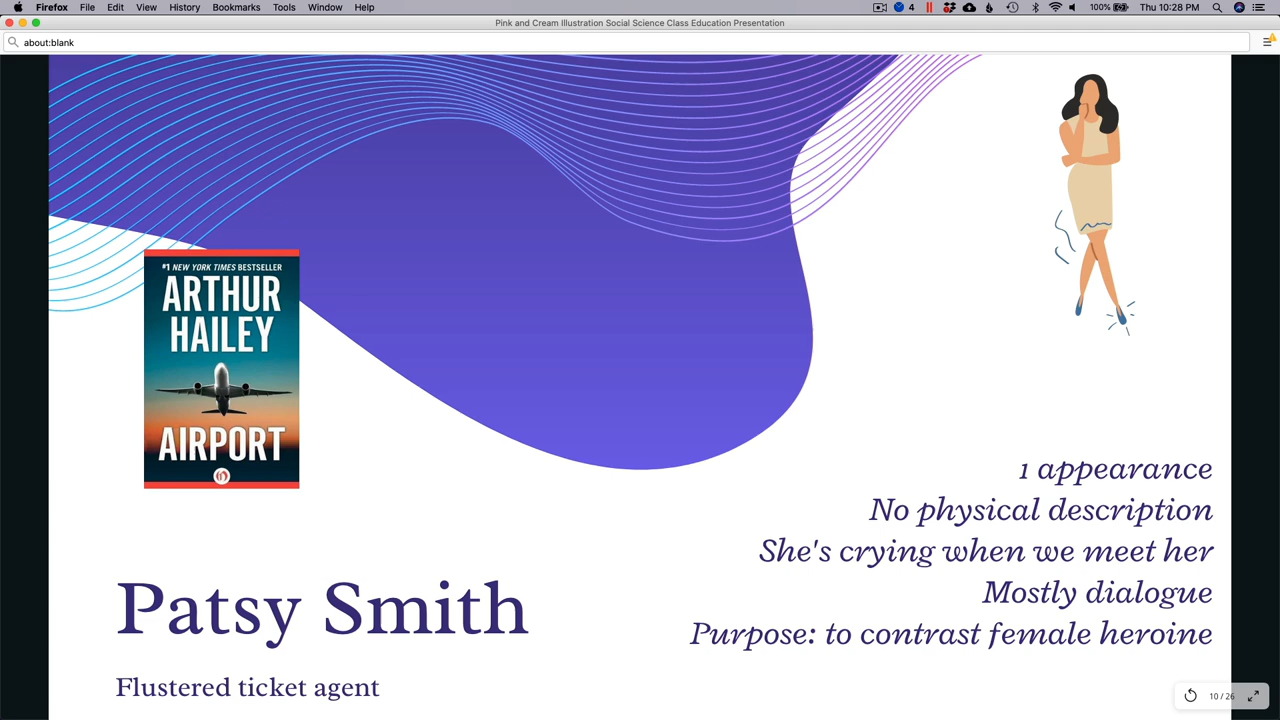 Firefox File Edit View History Bookmarks Tools Window Help
4 100% Thu 10:28 PM
Pink and Cream Illustration Social Science Class Education Presentation
about:blank
#1 NEW YORK TIMES BESTSELLER
ARTHUR
HAILEY
AIRPORT
1 appearance
No physical description
She's crying when we meet her
Mostly dialogue
Purpose: to contrast female heroine
Patsy Smith
Flustered ticket agent
10 / 26